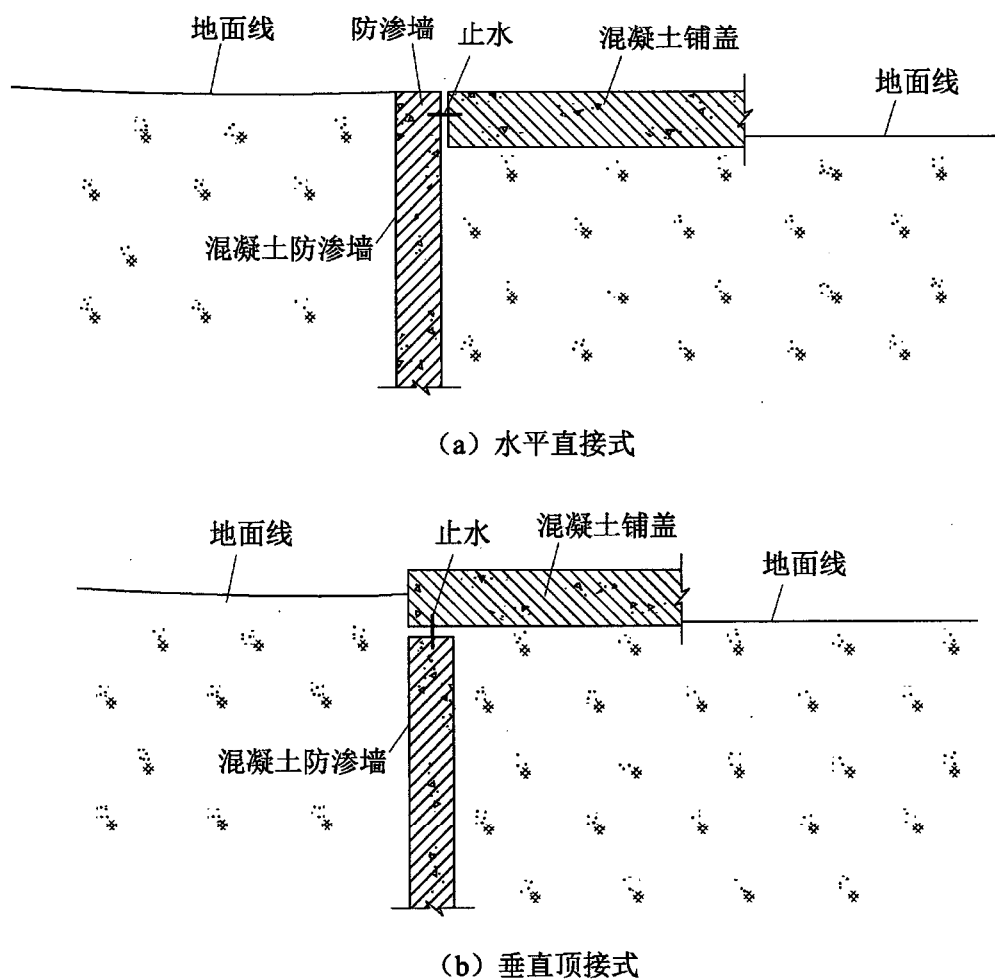 地面线 防渗墙 止水 混凝土铺盖
地面线
混凝土防渗墙
(a) 水平直接式
地面线 止水 混凝土铺盖
地面线
混凝土防渗墙
(b) 垂直顶接式